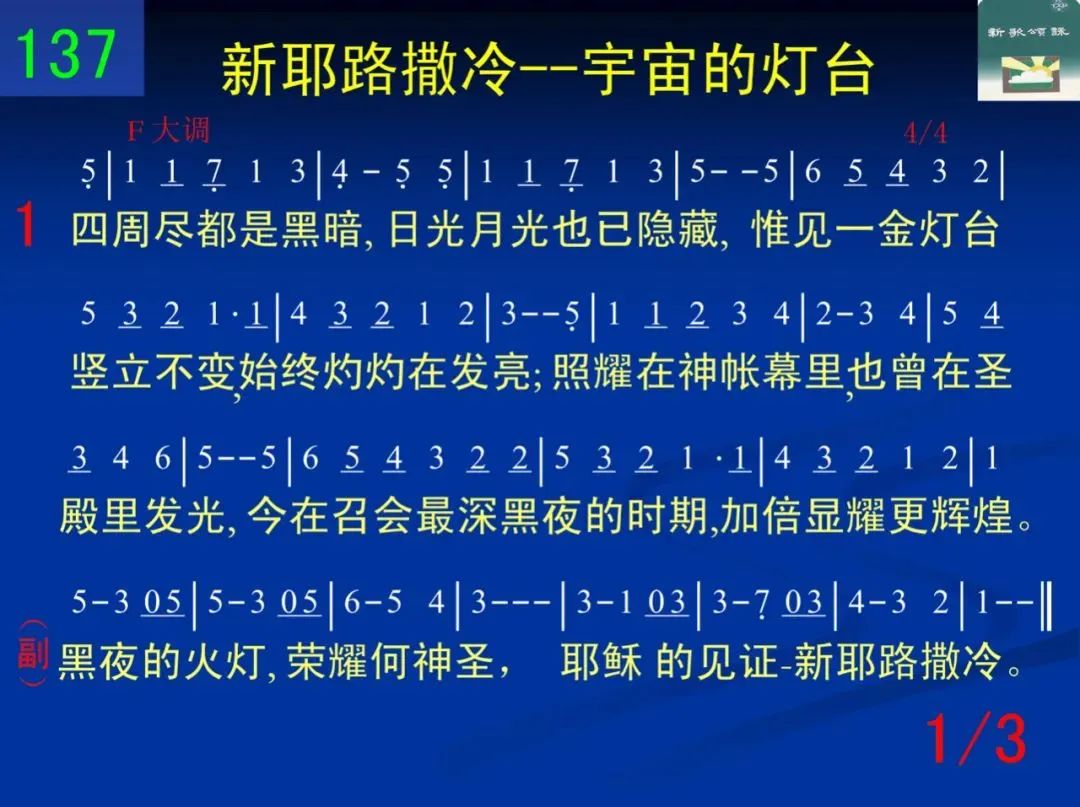 137
新耶路撒冷--宇宙的灯台
新歌頌詠
F大调 4/4
5̣|1 1̲ 7̣̲ 1 3|4̣ - 5̣ 5̣|1 1̲ 7̣̲ 1 3|5- -5|6 5̲ 4̲ 3 2|
1 四周尽都是黑暗, 日光月光也已隐藏, 惟见一金灯台
5 3̲ 2̲ 1·1̲|4 3̲ 2̲ 1 2|3--5̣|1 1̲ 2̲ 3 4|2-3 4|5 4̲
竖立不变,始终灼灼在发亮; 照耀在神帐幕里,也曾在圣
3̲ 4 6|5--5|6 5̲ 4̲ 3 2̲ 2̲|5 3̲ 2̲ 1 ·1̲|4 3̲ 2̲ 1 2|1
殿里发光, 今在召会最深黑夜的时期,加倍显耀更辉煌。
5-3 0̲5̲|5-3 0̲5̲|6-5 4|3---|3-1 0̲3̲|3-7̣ 0̲3̲|4-3 2|1--‖
(副) 黑夜的火灯, 荣耀何神圣, 耶稣 的见证-新耶路撒冷。
1/3